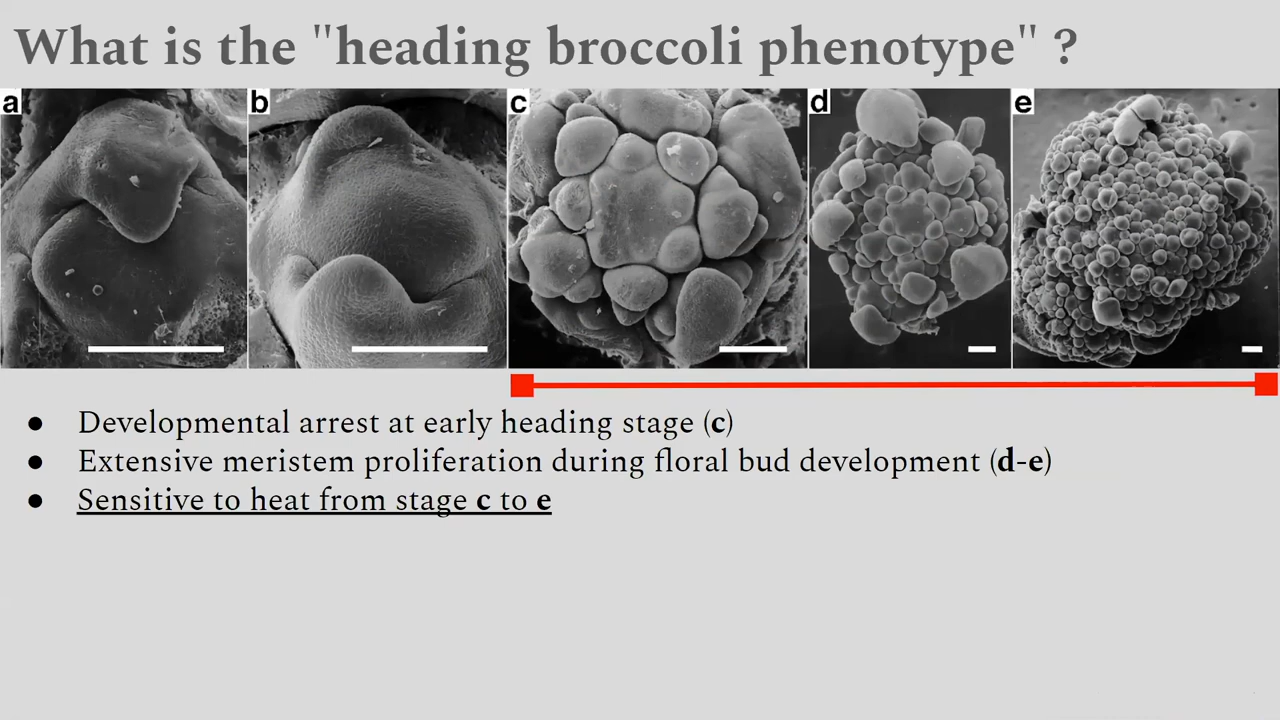 What is the "heading broccoli phenotype" ?
a b c d e
● Developmental arrest at early heading stage (c)
● Extensive meristem proliferation during floral bud development (d-e)
● Sensitive to heat from stage c to e